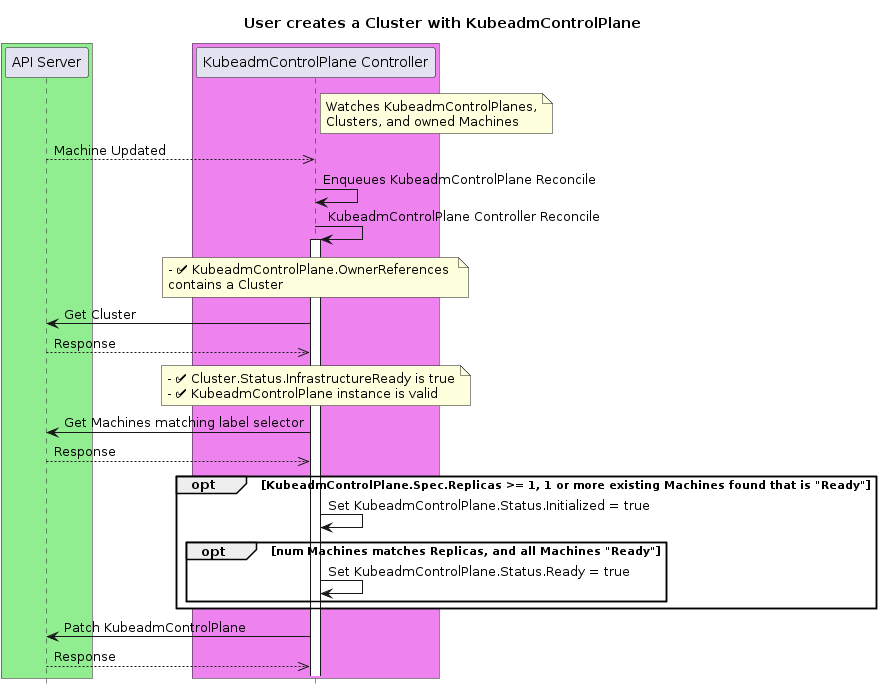 User creates a Cluster with KubeadmControlPlane
API Server
KubeadmControlPlane Controller
Watches KubeadmControlPlanes,
Clusters, and owned Machines
Machine Updated
Enqueues KubeadmControlPlane Reconcile
KubeadmControlPlane Controller Reconcile
- ✔ KubeadmControlPlane.OwnerReferences
contains a Cluster
Get Cluster
Response
- ✔ Cluster.Status.InfrastructureReady is true
- ✔ KubeadmControlPlane instance is valid
Get Machines matching label selector
Response
opt [KubeadmControlPlane.Spec.Replicas >= 1, 1 or more existing Machines found that is "Ready"]
Set KubeadmControlPlane.Status.Initialized = true
opt [num Machines matches Replicas, and all Machines "Ready"]
Set KubeadmControlPlane.Status.Ready = true
Patch KubeadmControlPlane
Response